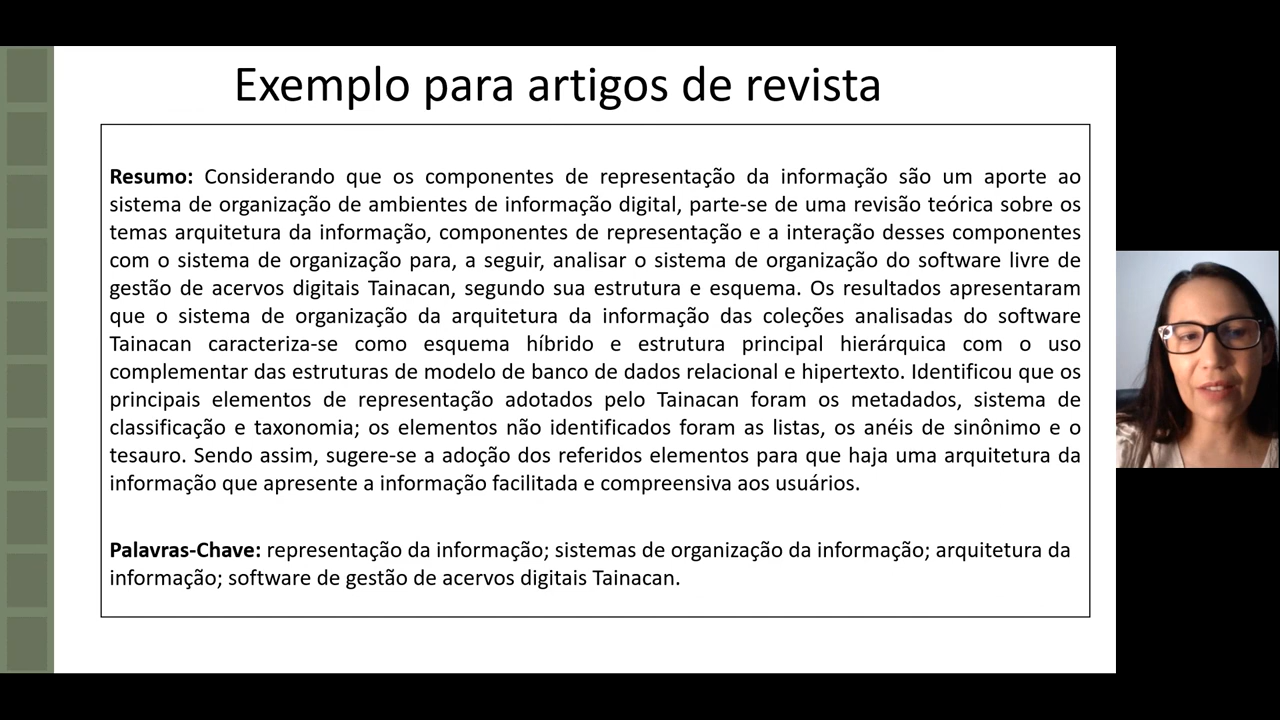 Exemplo para artigos de revista
Resumo: Considerando que os componentes de representação da informação são um aporte ao
sistema de organização de ambientes de informação digital, parte-se de uma revisão teórica sobre os
temas arquitetura da informação, componentes de representação e a interação desses componentes
com o sistema de organização para, a seguir, analisar o sistema de organização do software livre de
gestão de acervos digitais Tainacan, segundo sua estrutura e esquema. Os resultados apresentaram
que o sistema de organização da arquitetura da informação das coleções analisadas do software
Tainacan caracteriza-se como esquema híbrido e estrutura principal hierárquica com o uso
complementar das estruturas de modelo de banco de dados relacional e hipertexto. Identificou que os
principais elementos de representação adotados pelo Tainacan foram os metadados, sistema de
classificação e taxonomia; os elementos não identificados foram as listas, os anéis de sinônimo e o
tesauro. Sendo assim, sugere-se a adoção dos referidos elementos para que haja uma arquitetura da
informação que apresente a informação facilitada e compreensiva aos usuários.
Palavras-Chave: representação da informação; sistemas de organização da informação; arquitetura da
informação; software de gestão de acervos digitais Tainacan.